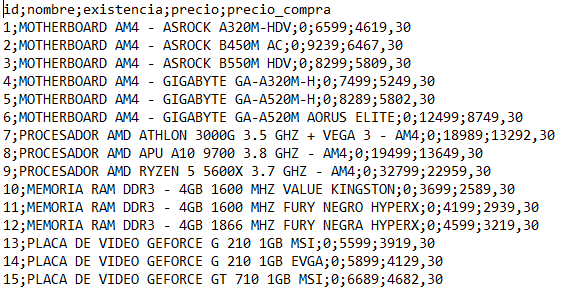 id;nombre;existencia;precio;precio_compra
1;MOTHERBOARD AM4 - ASROCK A320M-HDV;0;6599;4619,30
2;MOTHERBOARD AM4 - ASROCK B450M AC;0;9239;6467,30
3;MOTHERBOARD AM4 - ASROCK B550M HDV;0;8299;5809,30
4;MOTHERBOARD AM4 - GIGABYTE GA-A320M-H;0;7499;5249,30
5;MOTHERBOARD AM4 - GIGABYTE GA-A520M-H;0;8289;5802,30
6;MOTHERBOARD AM4 - GIGABYTE GA-A520M AORUS ELITE;0;12499;8749,30
7;PROCESADOR AMD ATHLON 3000G 3.5 GHZ + VEGA 3 - AM4;0;18989;13292,30
8;PROCESADOR AMD APU A10 9700 3.8 GHZ - AM4;0;19499;13649,30
9;PROCESADOR AMD RYZEN 5 5600X 3.7 GHZ - AM4;0;32799;22959,30
10;MEMORIA RAM DDR3 - 4GB 1600 MHZ VALUE KINGSTON;0;3699;2589,30
11;MEMORIA RAM DDR3 - 4GB 1600 MHZ FURY NEGRO HYPERX;0;4199;2939,30
12;MEMORIA RAM DDR3 - 4GB 1866 MHZ FURY NEGRA HYPERX;0;4599;3219,30
13;PLACA DE VIDEO GEFORCE G 210 1GB MSI;0;5599;3919,30
14;PLACA DE VIDEO GEFORCE G 210 1GB EVGA;0;5899;4129,30
15;PLACA DE VIDEO GEFORCE GT 710 1GB MSI;0;6689;4682,30